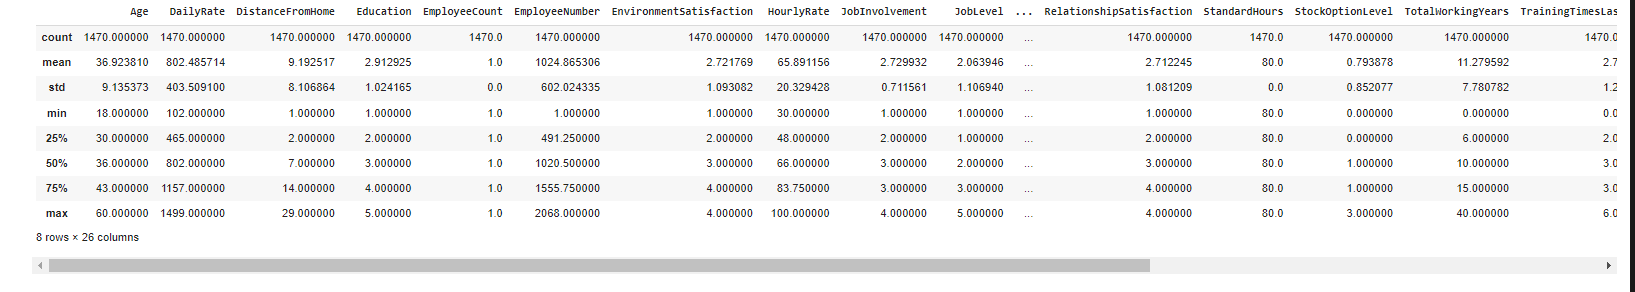 Age DailyRate DistanceFromHome Education EmployeeCount EmployeeNumber EnvironmentSatisfaction HourlyRate JobInvolvement JobLevel ... RelationshipSatisfaction StandardHours StockOptionLevel TotalWorkingYears TrainingTimesLas
count 1470.000000 1470.000000 1470.000000 1470.000000 1470.0 1470.000000 1470.000000 1470.000000 1470.000000 1470.000000 ... 1470.000000 1470.0 1470.000000 1470.000000 1470.0
mean 36.923810 802.485714 9.192517 2.912925 1.0 1024.865306 2.721769 65.891156 2.729932 2.063946 ... 2.712245 80.0 0.793878 11.279592 2.7
std 9.135373 403.509100 8.106864 1.024165 0.0 602.024335 1.093082 20.329428 0.711561 1.106940 ... 1.081209 0.0 0.852077 7.780782 1.2
min 18.000000 102.000000 1.000000 1.000000 1.0 1.000000 1.000000 30.000000 1.000000 1.000000 ... 1.000000 80.0 0.000000 0.000000 0.0
25% 30.000000 465.000000 2.000000 2.000000 1.0 491.250000 2.000000 48.000000 2.000000 1.000000 ... 2.000000 80.0 0.000000 6.000000 2.0
50% 36.000000 802.000000 7.000000 3.000000 1.0 1020.500000 3.000000 66.000000 3.000000 2.000000 ... 3.000000 80.0 1.000000 10.000000 3.0
75% 43.000000 1157.000000 14.000000 4.000000 1.0 1555.750000 4.000000 83.750000 3.000000 3.000000 ... 4.000000 80.0 1.000000 15.000000 3.0
max 60.000000 1499.000000 29.000000 5.000000 1.0 2068.000000 4.000000 100.000000 4.000000 5.000000 ... 4.000000 80.0 3.000000 40.000000 6.0
8 rows × 26 columns